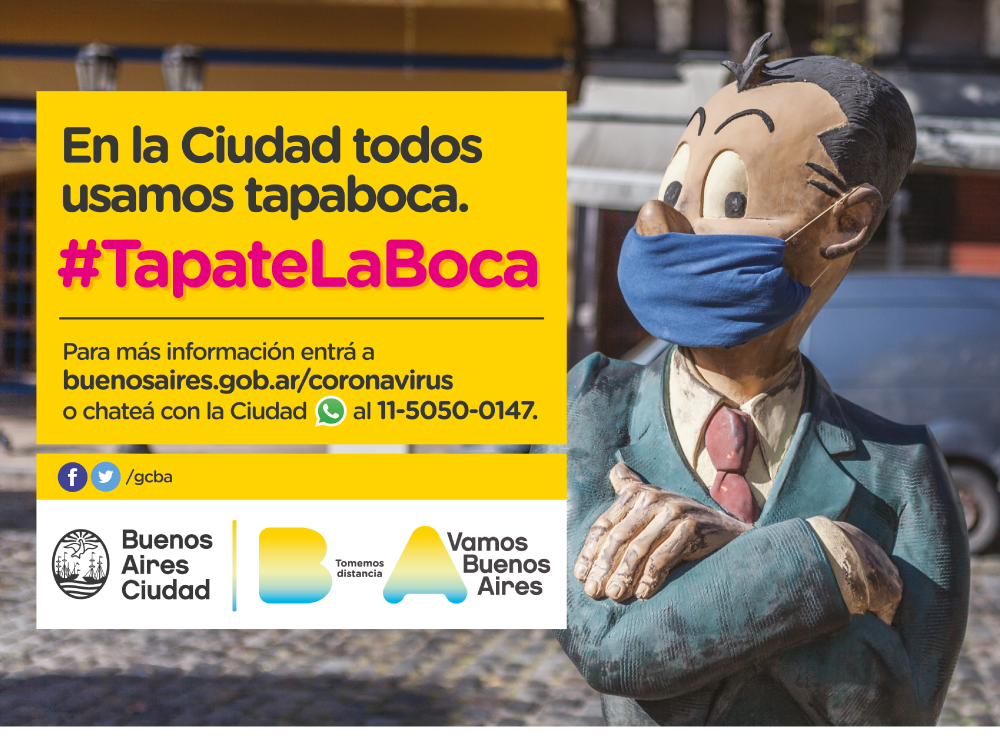 En la Ciudad todos
usamos tapaboca.
#TapateLaBoca
Para más información entrá a
buenosaires.gob.ar/coronavirus
o chateá con la Ciudad al 11-5050-0147.
/gcba
Buenos
Aires
Ciudad
B
Tomemos
distancia
A
Vamos
Buenos
Aires